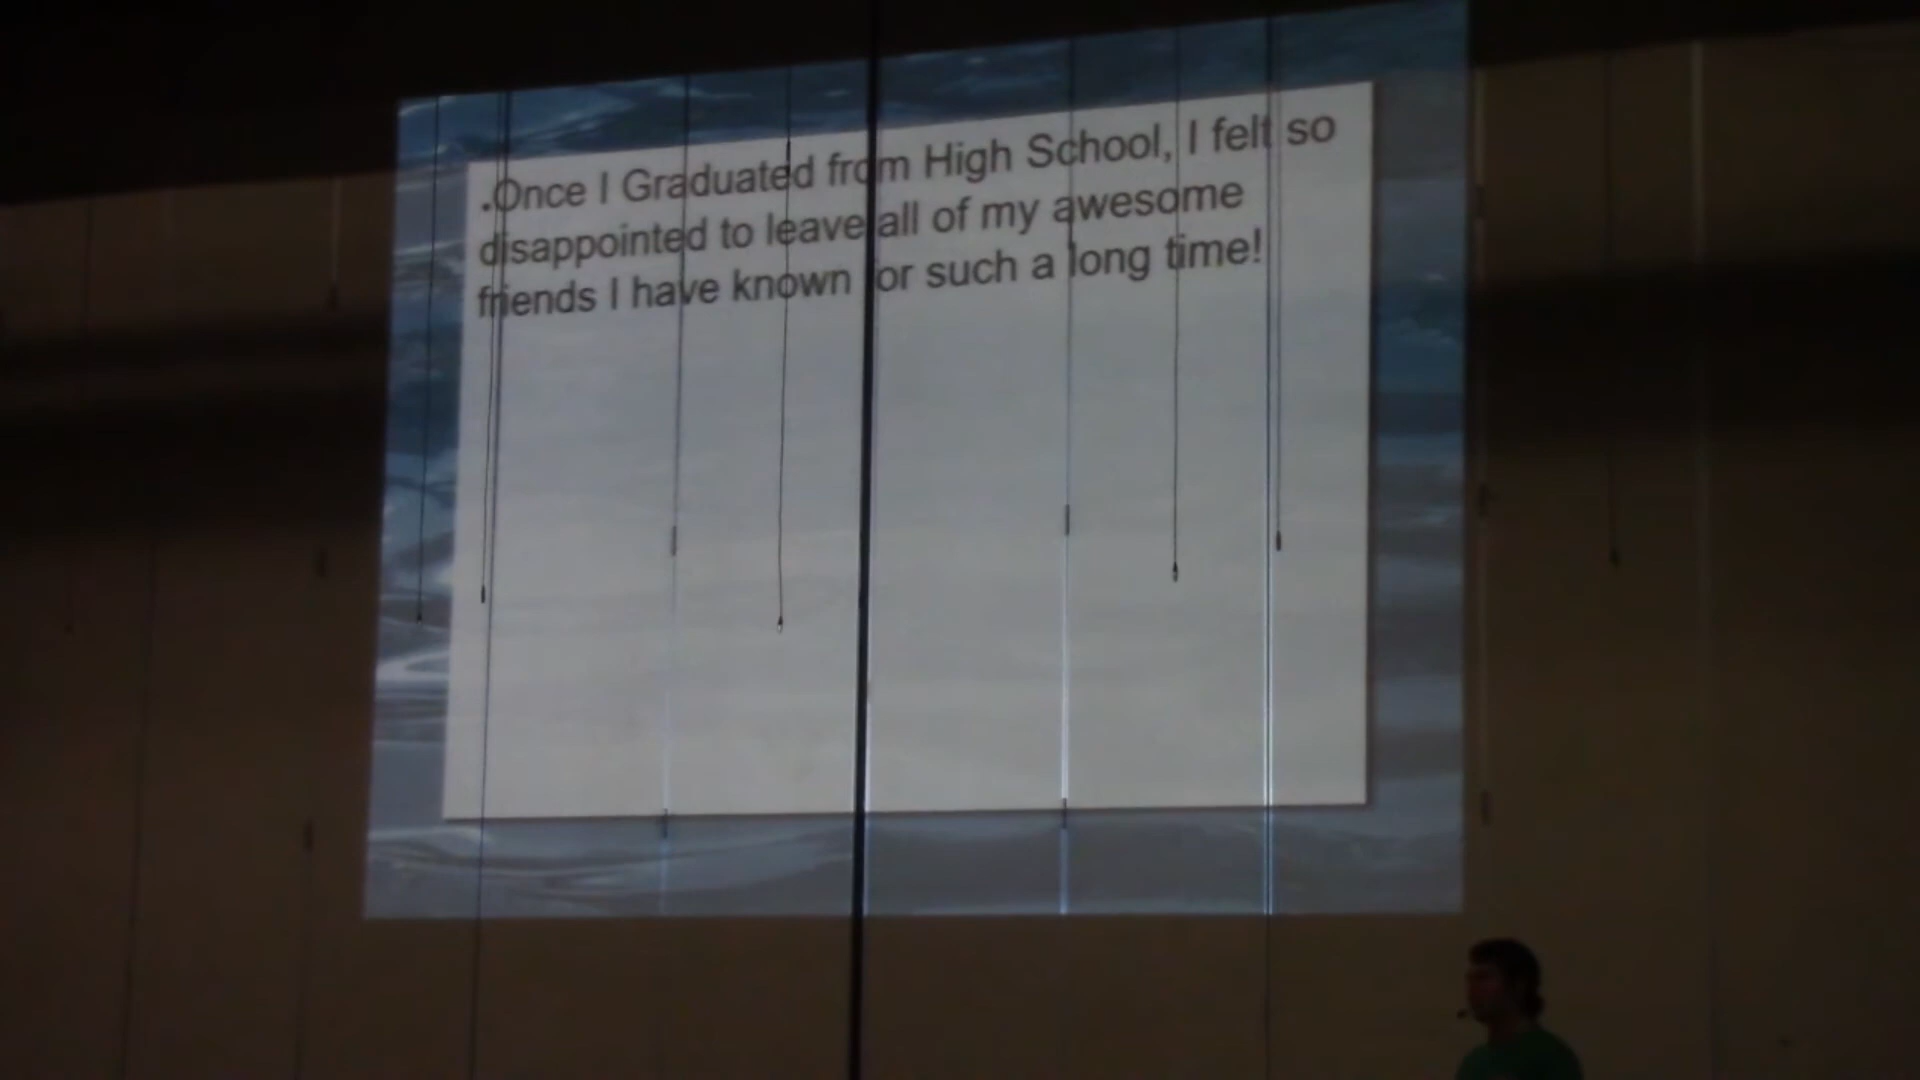 .Once I Graduated from High School, I felt so
disappointed to leave all of my awesome
friends I have known for such a long time!